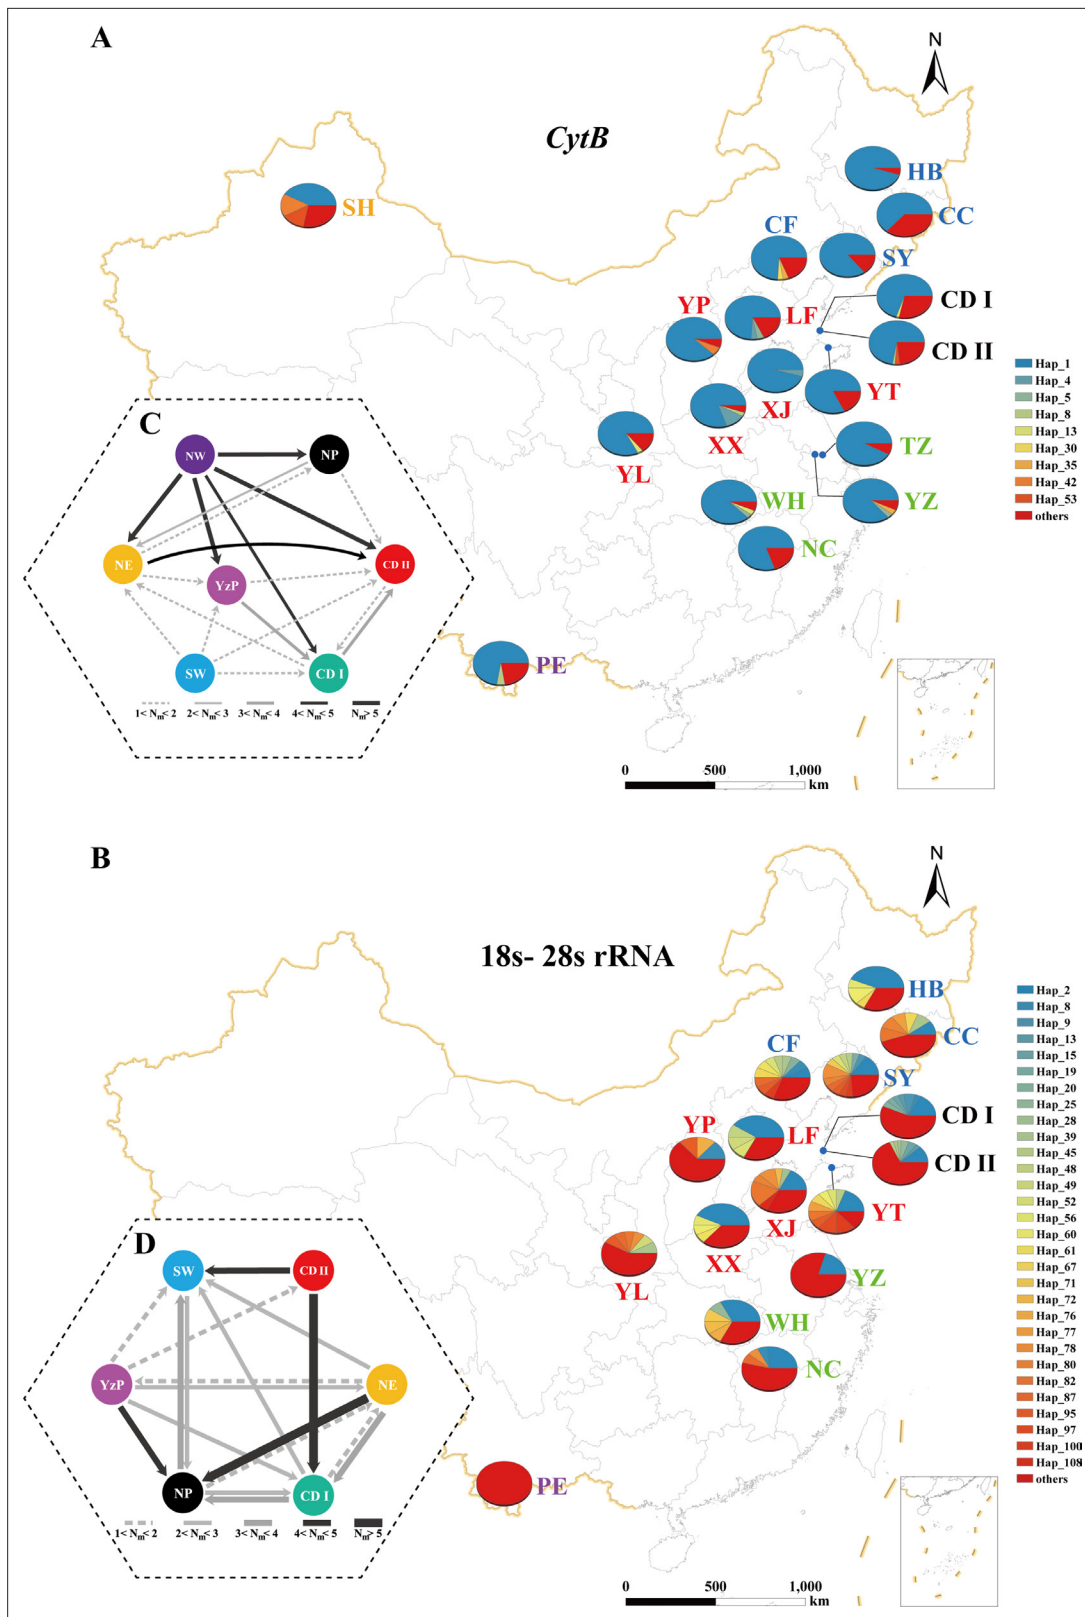 A
N
CytB
HB
SH
CC
CF
SY
CD I
YP
LF
CD II
Hap_1
Hap_4
Hap_5
Hap_8
Hap_13
Hap_30
Hap_35
Hap_42
Hap_53
others
XJ
YT
XX
TZ
YL
WH
YZ
NC
PE
C
NW
NP
NE
CD II
YzP
SW
CD I
1< Nm< 2
2< Nm< 3
3< Nm< 4
4< Nm< 5
Nm> 5
0 500 1,000
km
B
N
18s- 28s rRNA
HB
CC
CF
SY
CD I
YP
LF
CD II
XJ
YT
XX
YL
YZ
WH
NC
PE
Hap_2
Hap_8
Hap_9
Hap_13
Hap_15
Hap_19
Hap_20
Hap_25
Hap_28
Hap_39
Hap_45
Hap_48
Hap_49
Hap_52
Hap_56
Hap_60
Hap_61
Hap_67
Hap_71
Hap_72
Hap_76
Hap_77
Hap_78
Hap_80
Hap_82
Hap_87
Hap_95
Hap_97
Hap_100
Hap_108
others
D
SW
CD II
YzP
NE
NP
CD I
1< Nm< 2
2< Nm< 3
3< Nm< 4
4< Nm< 5
Nm> 5
0 500 1,000
km